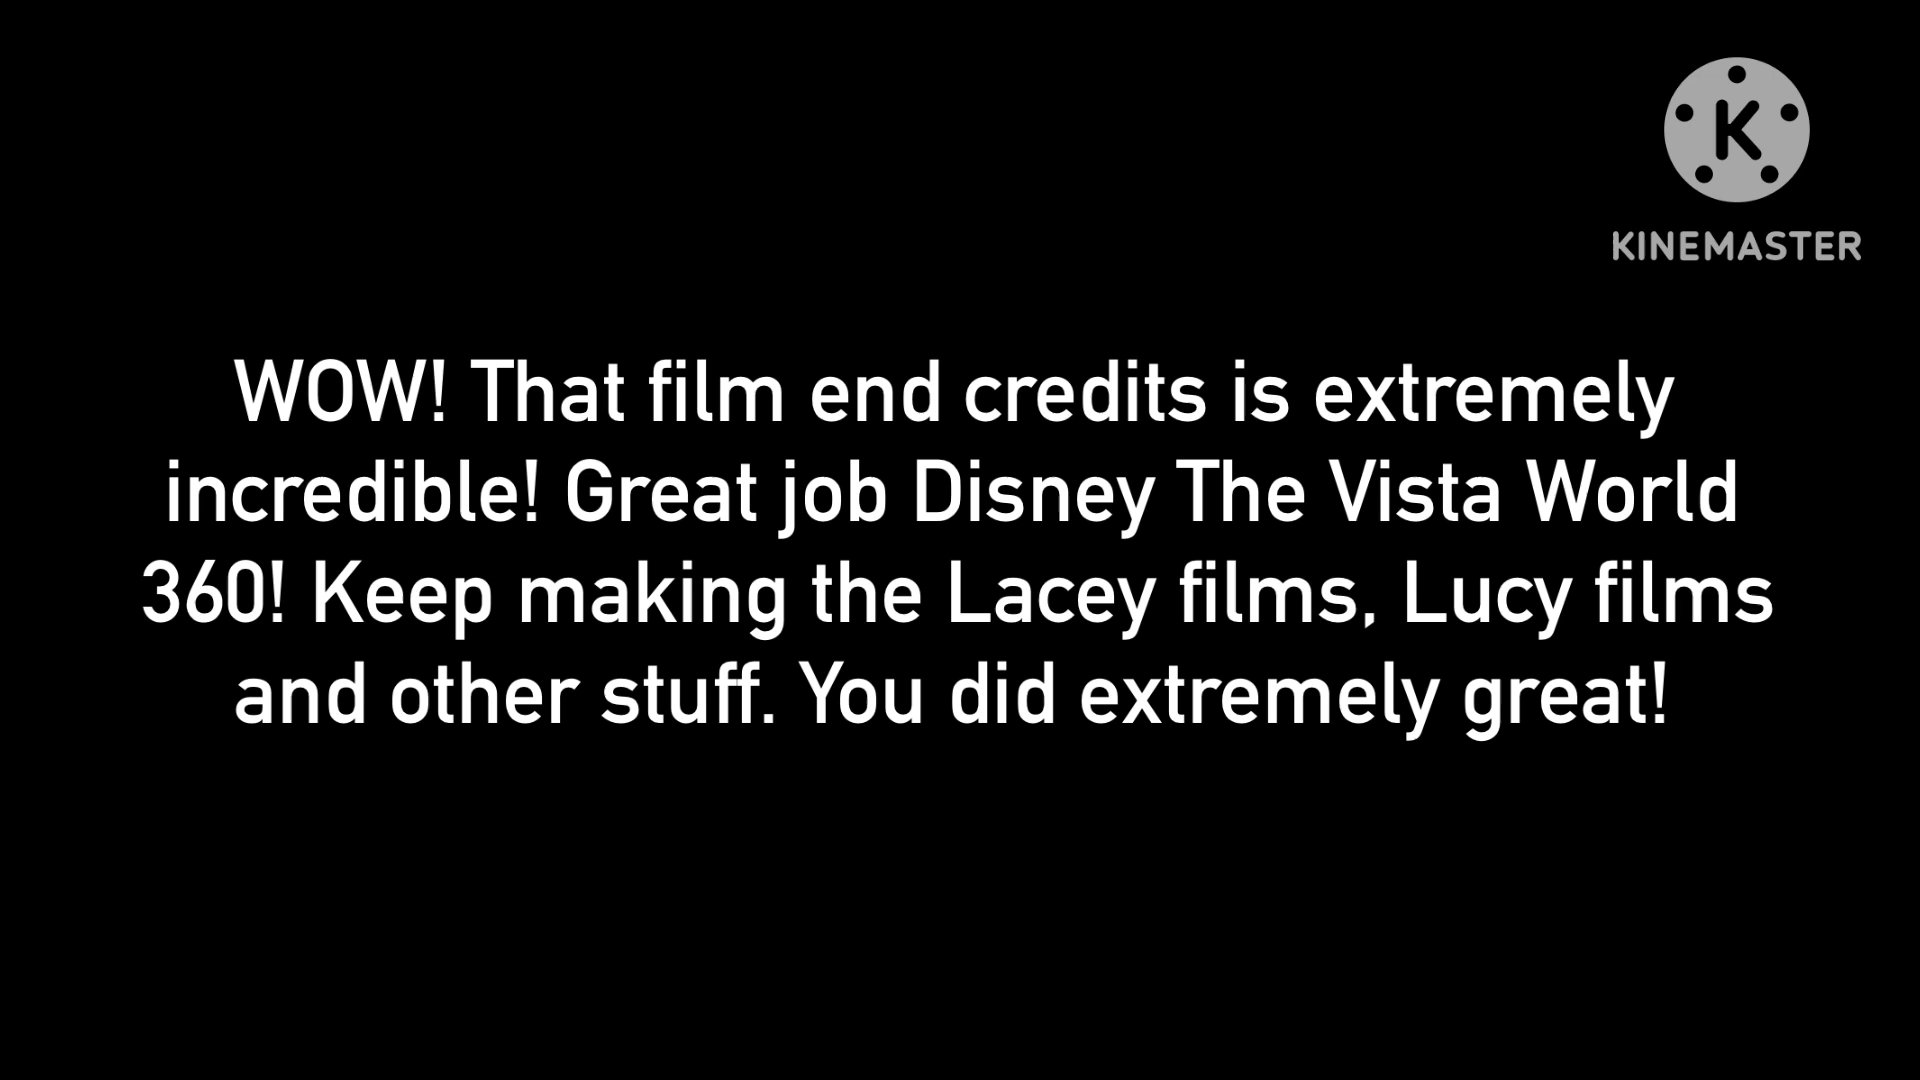 K
KINEMASTER
WOW! That film end credits is extremely
incredible! Great job Disney The Vista World
360! Keep making the Lacey films, Lucy films
and other stuff. You did extremely great!